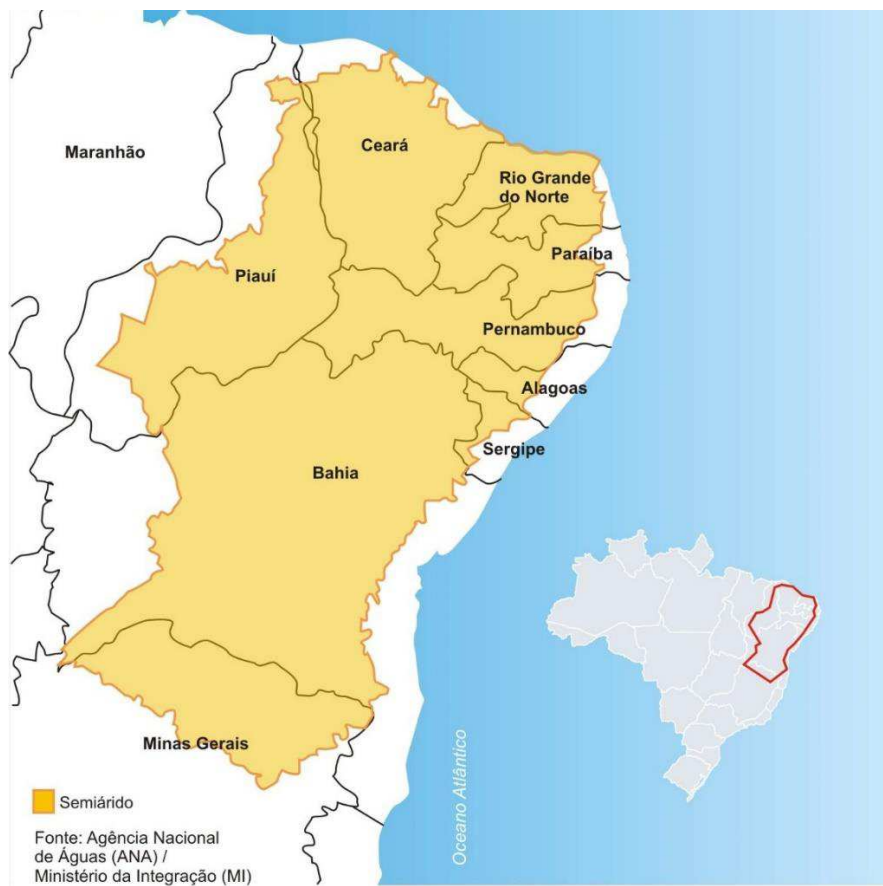 Maranhão
Ceará
Rio Grande
do Norte
Paraíba
Piauí
Pernambuco
Alagoas
Sergipe
Bahia
Minas Gerais
Oceano Atlântico
Semiárido
Fonte: Agência Nacional
de Águas (ANA) /
Ministério da Integração (MI)